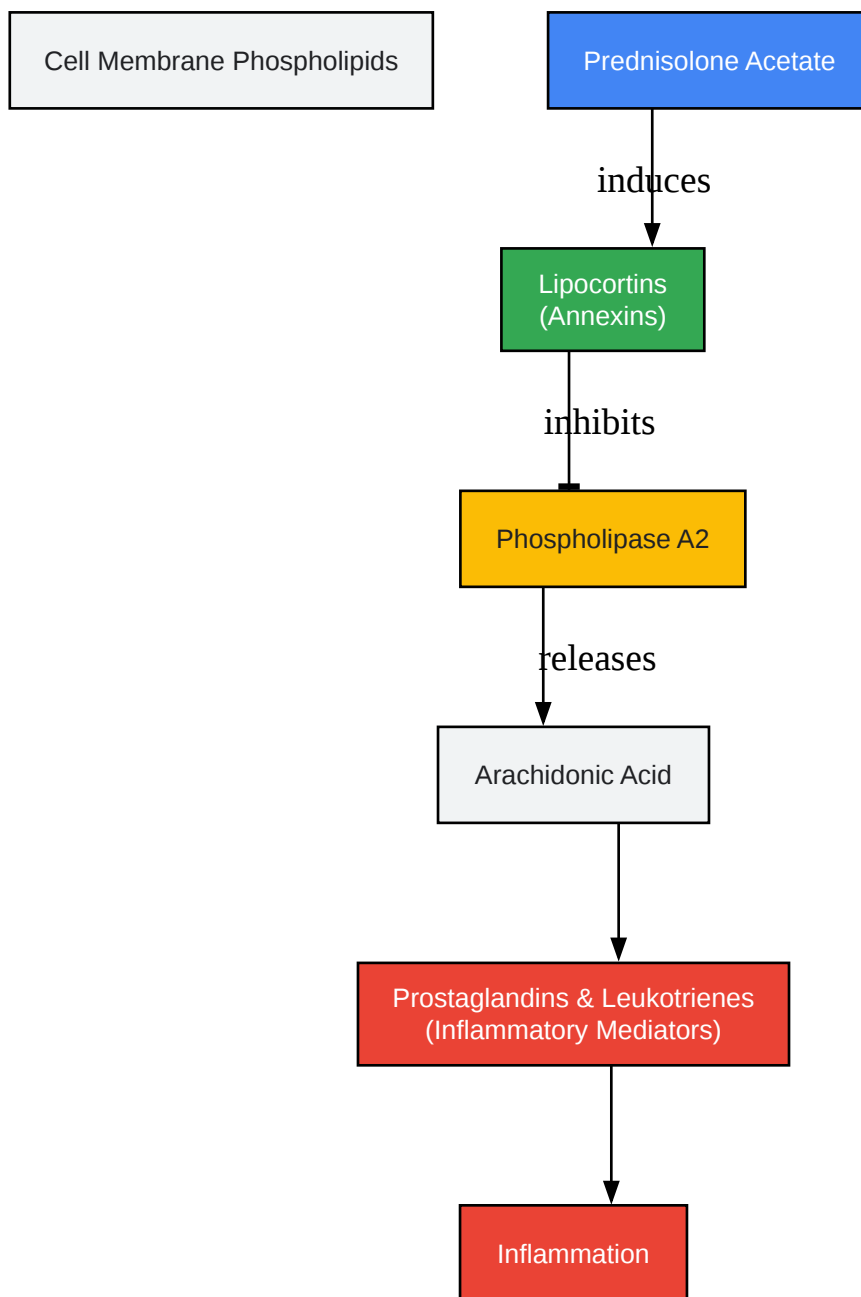 Cell Membrane Phospholipids
Prednisolone Acetate
induces
Lipocortins
(Annexins)
inhibits
Phospholipase A2
releases
Arachidonic Acid
Prostaglandins & Leukotrienes
(Inflammatory Mediators)
Inflammation